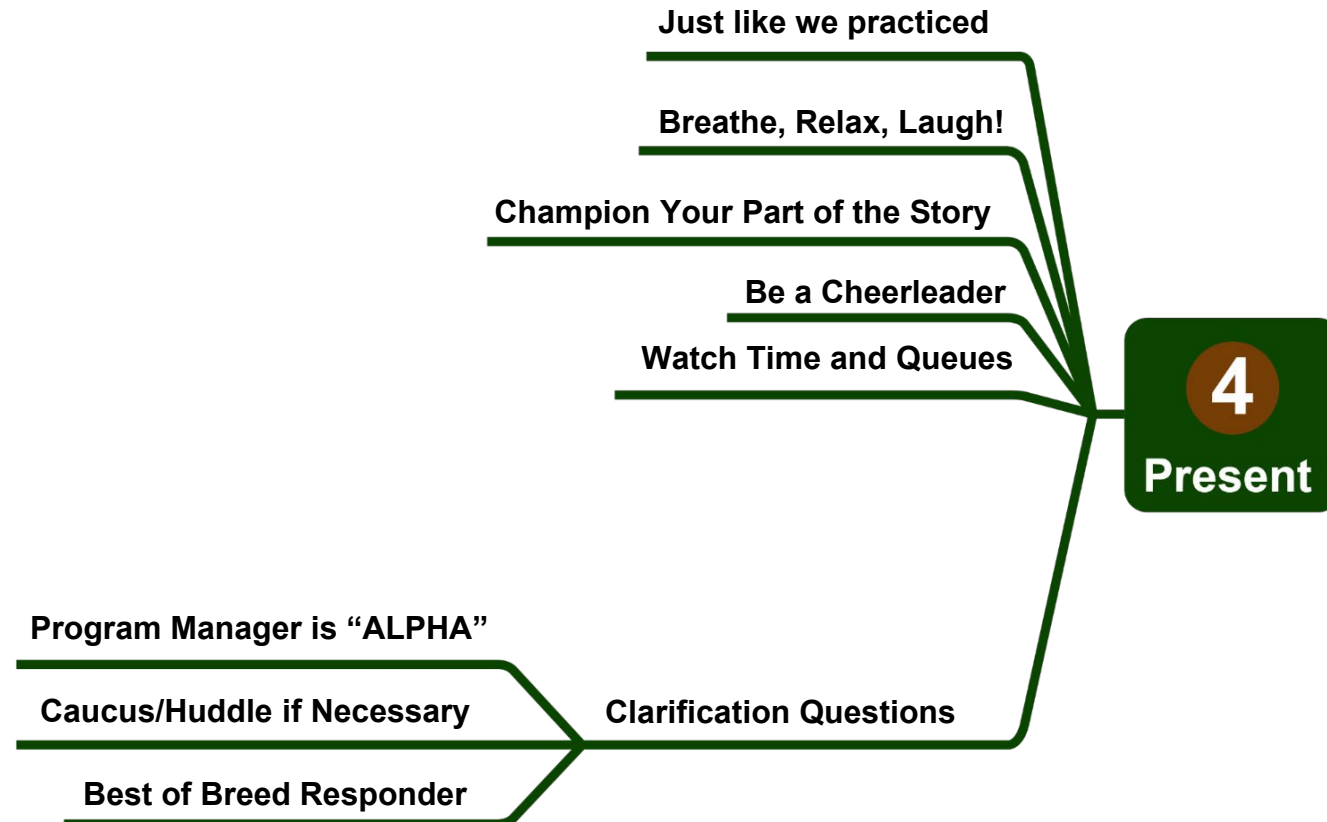 Just like we practiced
Breathe, Relax, Laugh!
Champion Your Part of the Story
Be a Cheerleader
Watch Time and Queues
4
Present
Program Manager is “ALPHA”
Caucus/Huddle if Necessary
Clarification Questions
Best of Breed Responder